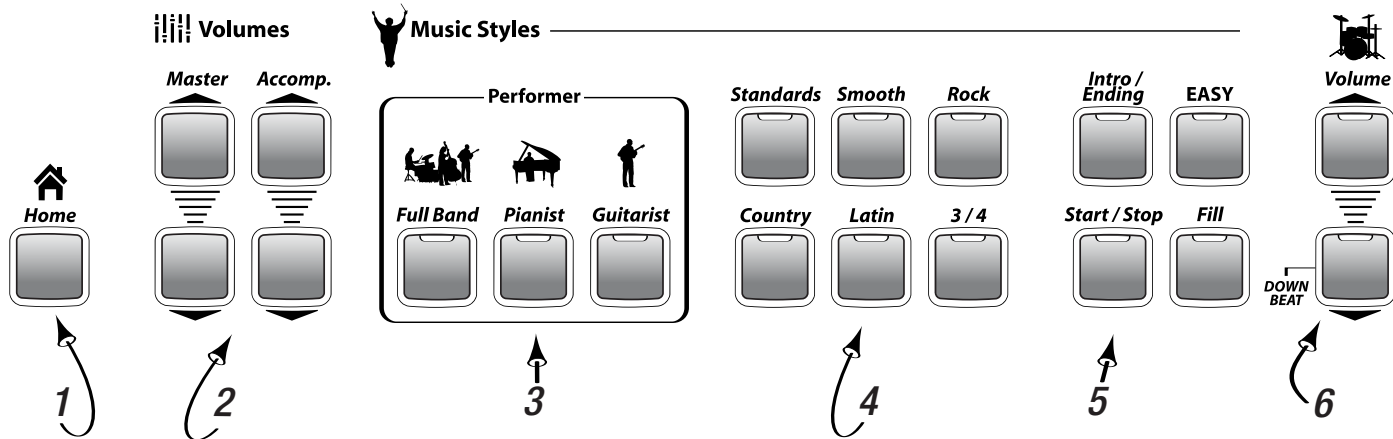 Volumes
Music Styles
Master Accomp.
Performer
Standards Smooth Rock
Intro /
Ending
EASY
Volume
Home
Full Band Pianist Guitarist
Country Latin 3 / 4
Start / Stop Fill
DOWN
BEAT
1 2 3 4 5 6